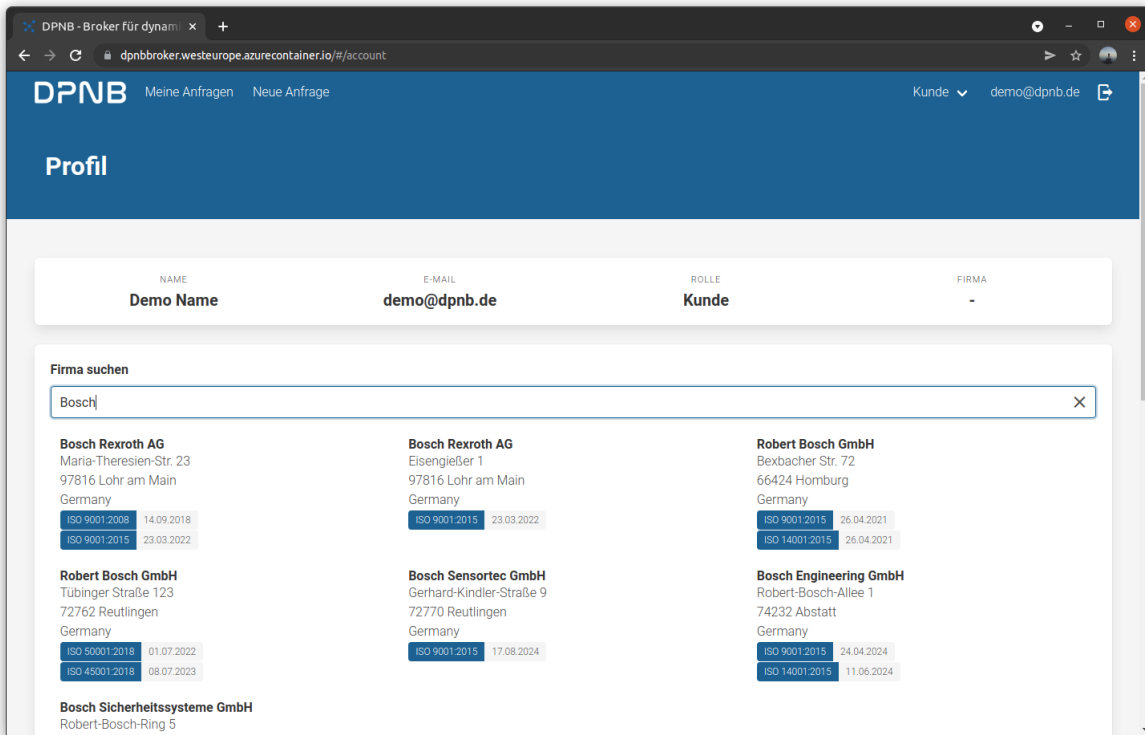 DPNB - Broker für dynami
dpnbbroker.westeurope.azurecontainer.io/#/account
DPNB Meine Anfragen Neue Anfrage Kunde demo@dpnb.de
Profil
NAME E-MAIL ROLLE FIRMA
Demo Name demo@dpnb.de Kunde -
Firma suchen
Bosch
Bosch Rexroth AG
Maria-Theresien-Str. 23
97816 Lohr am Main
Germany
ISO 9001:2008 14.09.2018
ISO 9001:2015 23.03.2022
Bosch Rexroth AG
Eisengießer 1
97816 Lohr am Main
Germany
ISO 9001:2015 23.03.2022
Robert Bosch GmbH
Bexbacher Str. 72
66424 Homburg
Germany
ISO 9001:2015 26.04.2021
ISO 14001:2015 26.04.2021
Robert Bosch GmbH
Tübinger Straße 123
72762 Reutlingen
Germany
ISO 50001:2018 01.07.2022
ISO 45001:2018 08.07.2023
Bosch Sensortec GmbH
Gerhard-Kindler-Straße 9
72770 Reutlingen
Germany
ISO 9001:2015 17.08.2024
Bosch Engineering GmbH
Robert-Bosch-Allee 1
74232 Abstatt
Germany
ISO 9001:2015 24.04.2024
ISO 14001:2015 11.06.2024
Bosch Sicherheitssysteme GmbH
Robert-Bosch-Ring 5